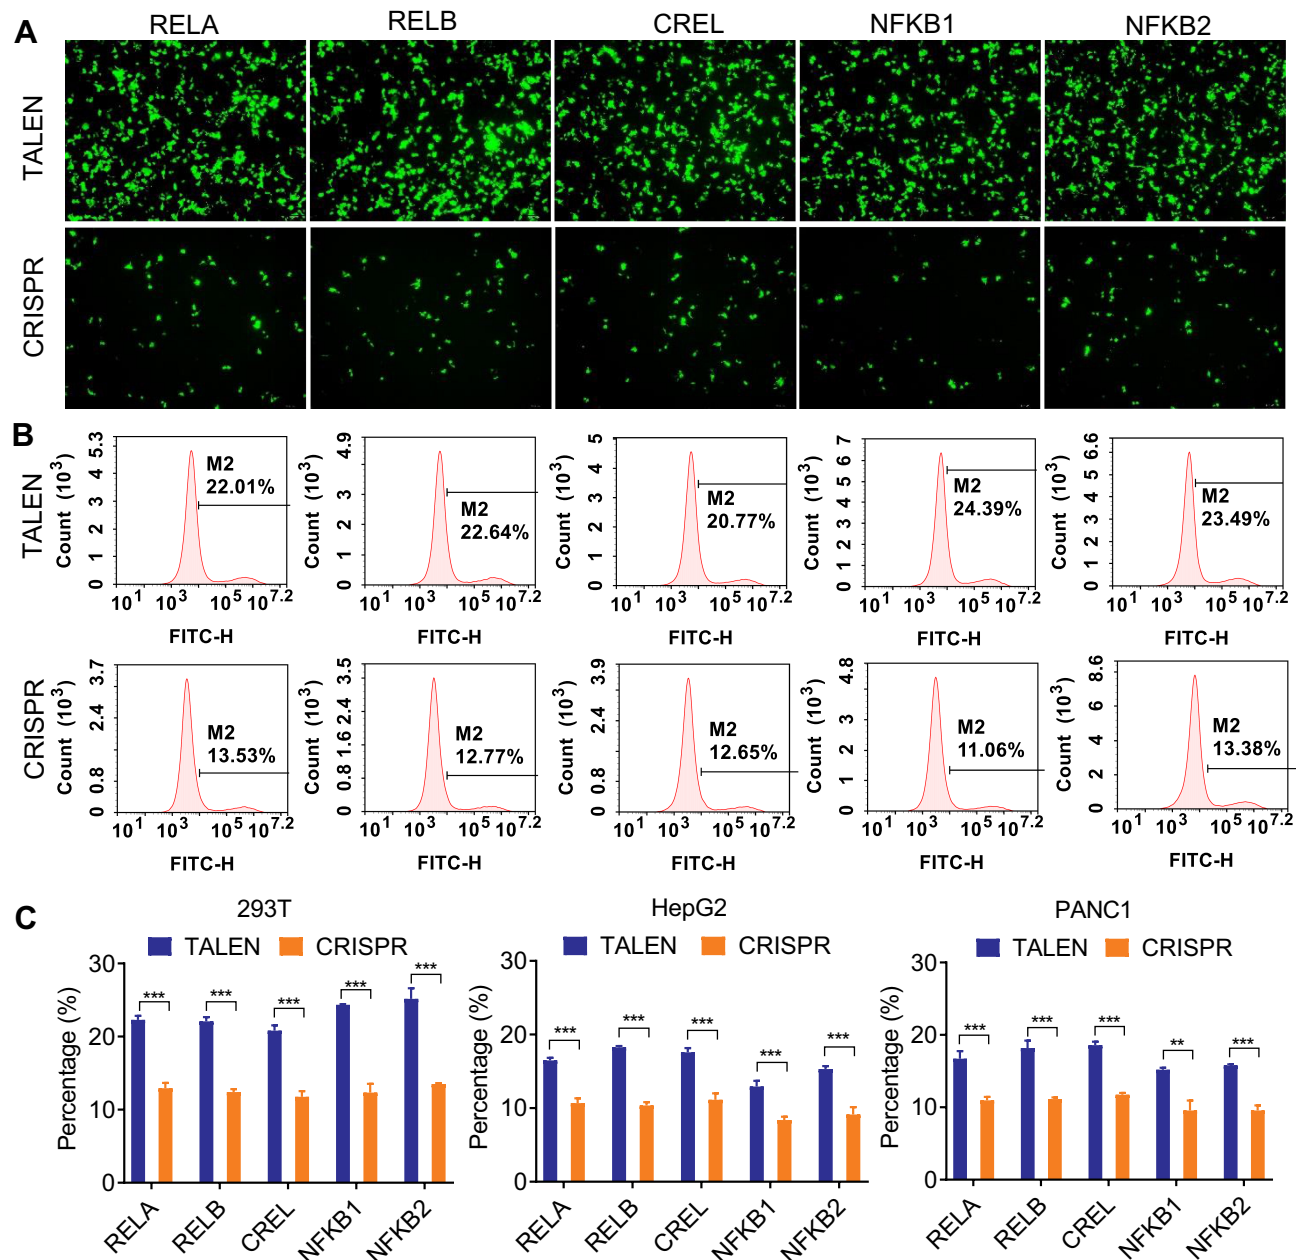 A
RELA RELB CREL NFKB1 NFKB2
TALEN
CRISPR
B
TALEN
Count (10³)
5.3
4
3
2
1
0
M2
22.01%
10¹ 10³ 10⁵ 10⁷·²
FITC-H
Count (10³)
4.9
3
2
1
0
M2
22.64%
10¹ 10³ 10⁵ 10⁷·²
FITC-H
Count (10³)
5
4
3
2
1
0
M2
20.77%
10¹ 10³ 10⁵ 10⁷·²
FITC-H
Count (10³)
7
6
5
4
3
2
1
0
M2
24.39%
10¹ 10³ 10⁵ 10⁷·²
FITC-H
Count (10³)
6.6
5
4
3
2
1
0
M2
23.49%
10¹ 10³ 10⁵ 10⁷·²
FITC-H
CRISPR
Count (10³)
3.7
2.4
0.8
0
M2
13.53%
10¹ 10³ 10⁵ 10⁷·²
FITC-H
Count (10³)
3.5
2.4
1.6
0.8
0
M2
12.77%
10¹ 10³ 10⁵ 10⁷·²
FITC-H
Count (10³)
3.9
2.4
0.8
0
M2
12.65%
10¹ 10³ 10⁵ 10⁷·²
FITC-H
Count (10³)
4.8
3
2
1
0
M2
11.06%
10¹ 10³ 10⁵ 10⁷·²
FITC-H
Count (10³)
8.6
6
4
2
0
M2
13.38%
10¹ 10³ 10⁵ 10⁷·²
FITC-H
C
293T
TALEN CRISPR
Percentage (%)
30
20
10
0
*** *** *** *** ***
RELA RELB CREL NFKB1 NFKB2
HepG2
TALEN CRISPR
Percentage (%)
30
20
10
0
*** *** *** *** ***
RELA RELB CREL NFKB1 NFKB2
PANC1
TALEN CRISPR
Percentage (%)
30
20
10
0
*** *** *** ** ***
RELA RELB CREL NFKB1 NFKB2